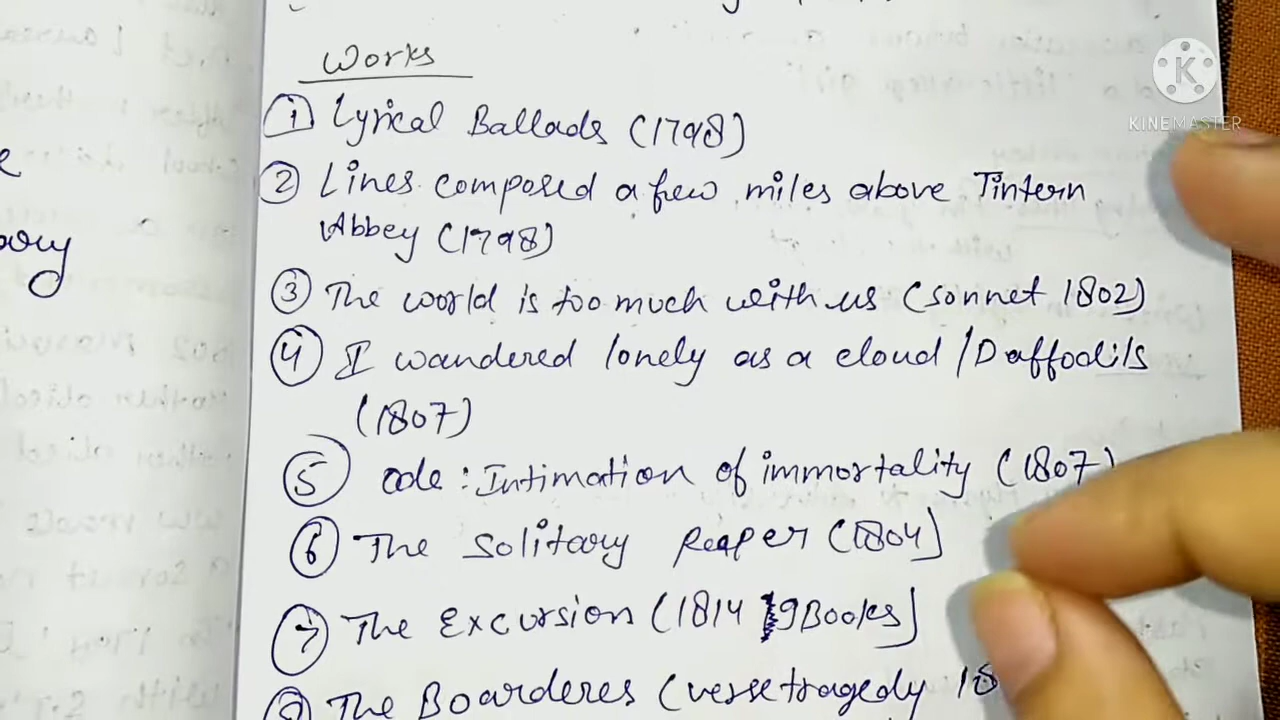 Works
① Lyrical Ballads (1798)
② Lines composed a few miles above Tintern
Abbey (1798)
③ The world is too much with us (sonnet 1802)
④ I wandered lonely as a cloud / Daffodils
(1807)
⑤ ode : Intimation of immortality (1807)
⑥ The Solitary Reaper (1804)
⑦ The Excursion (1814 9 Books)
The Boarderes (verse tragedy 18
K
KINEMASTER